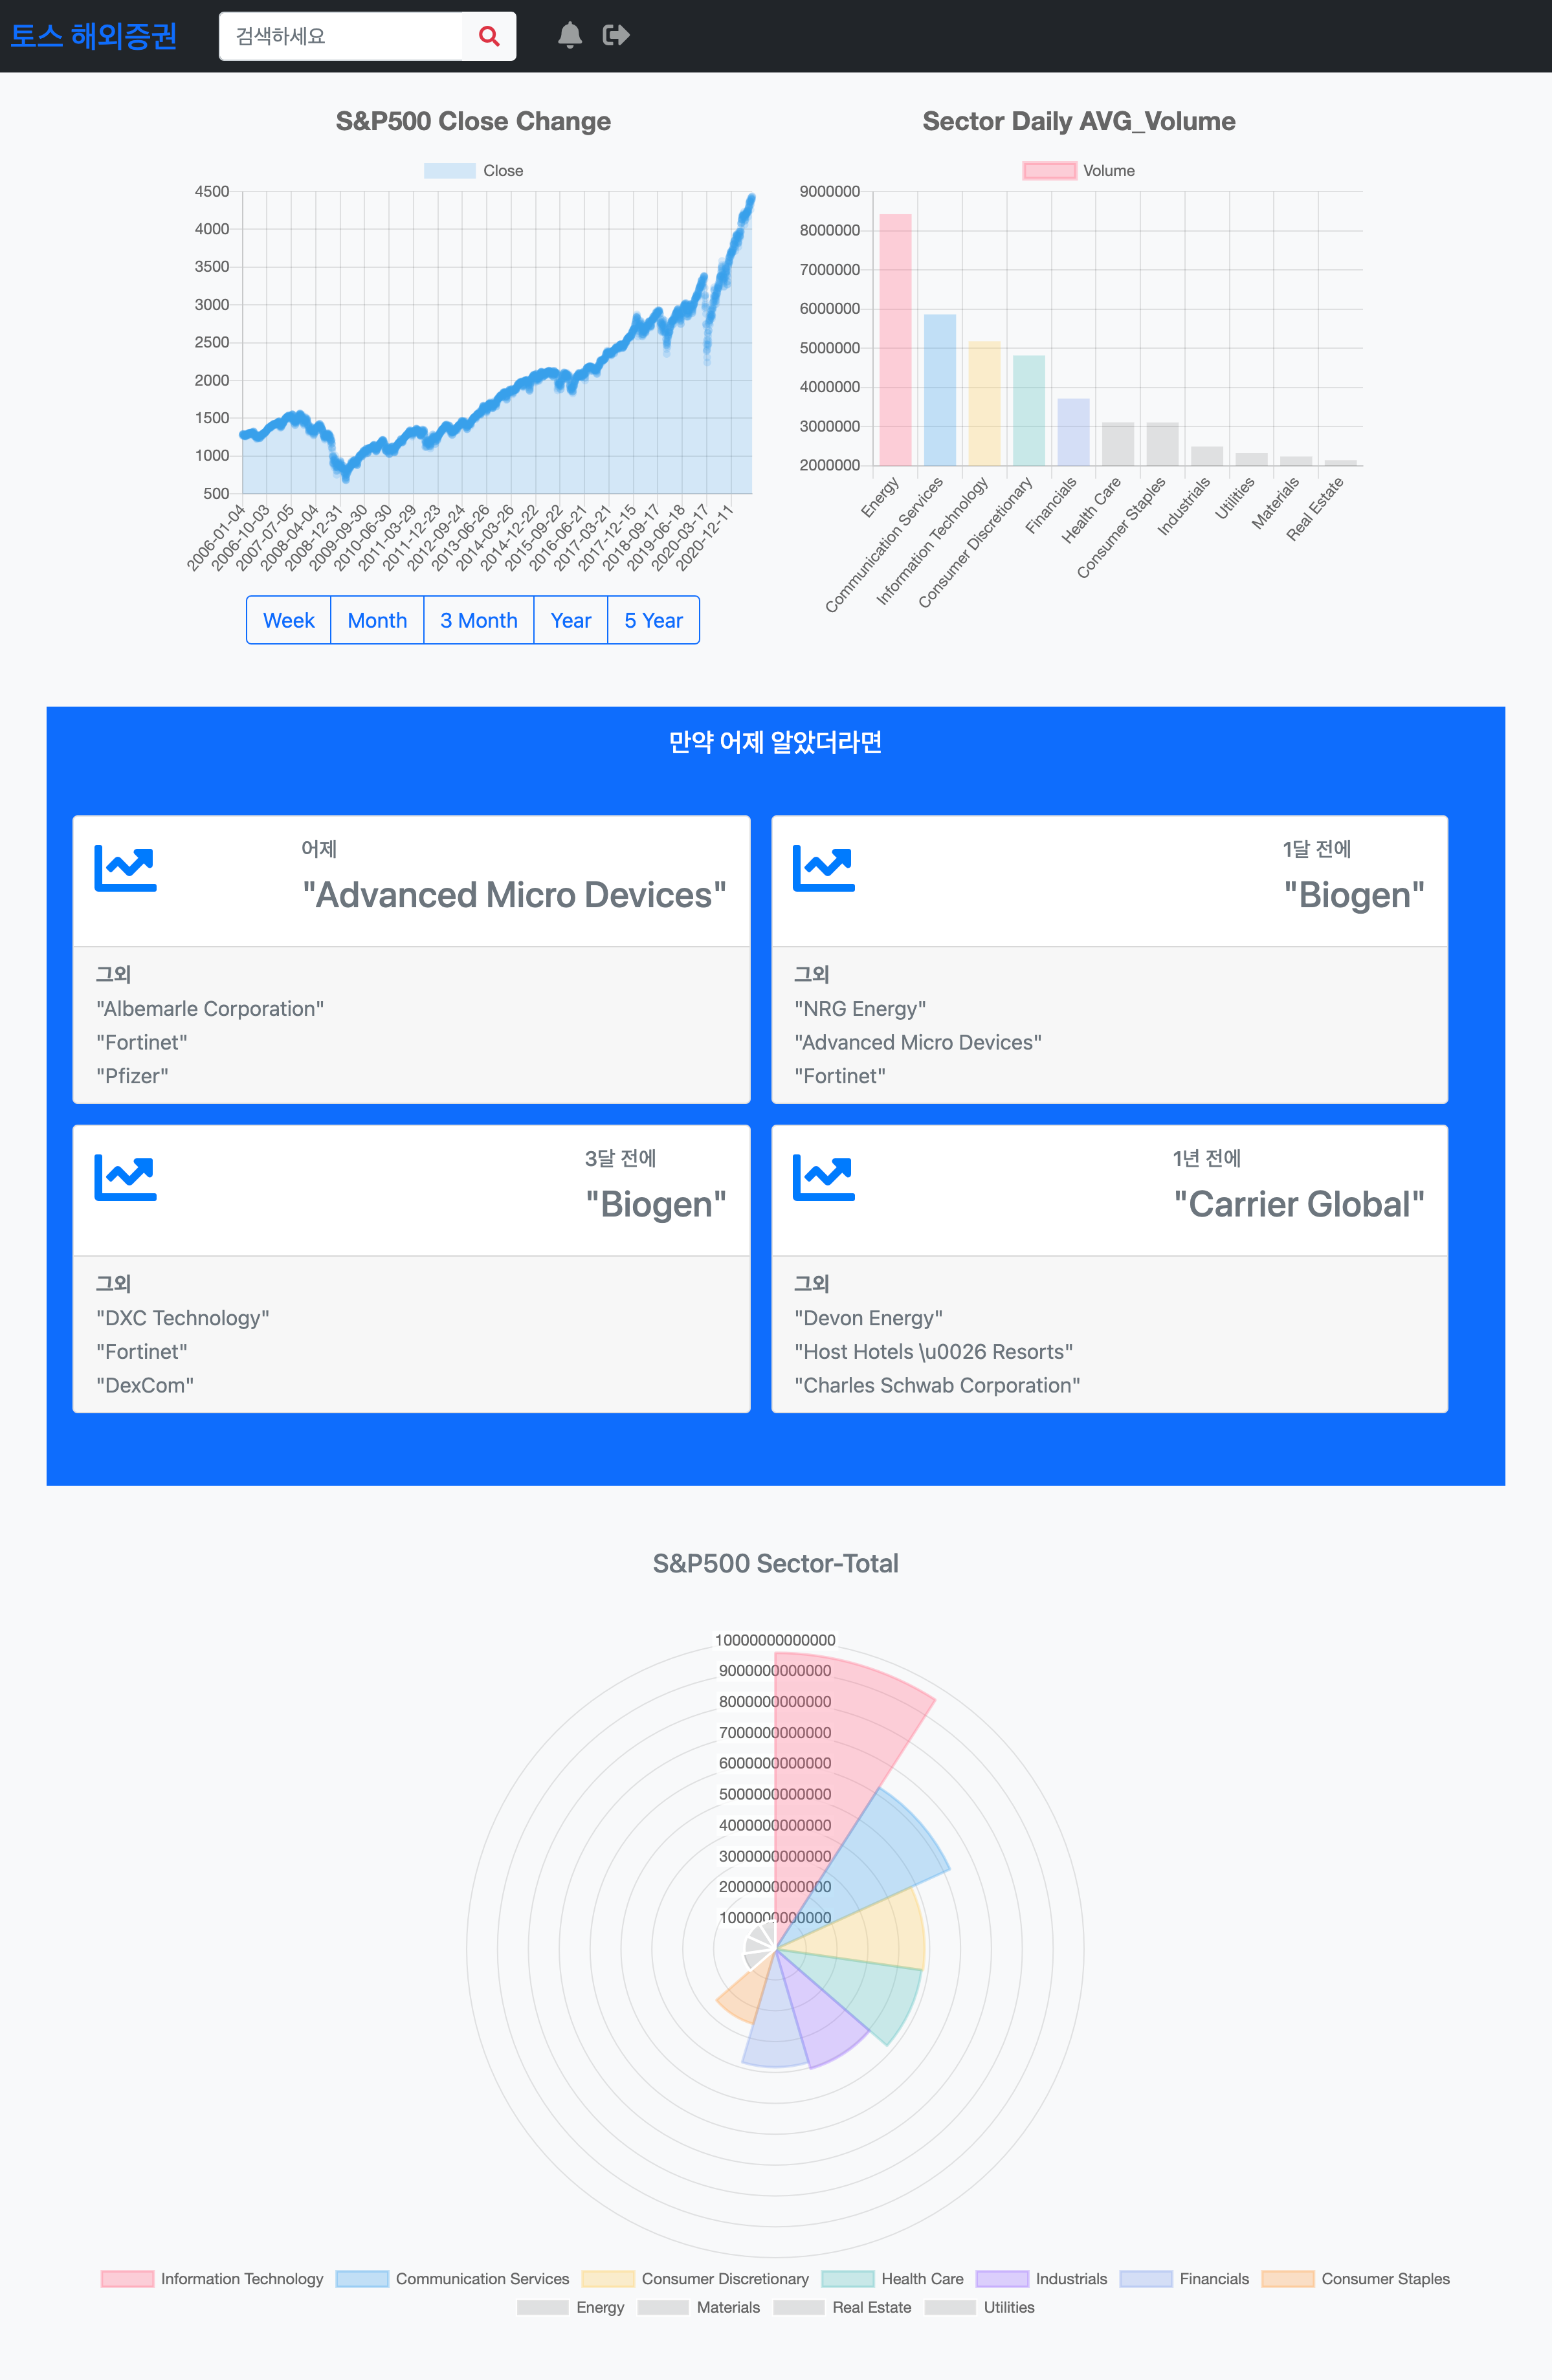 토스 해외증권
검색하세요
S&P500 Close Change
Close
4500
4000
3500
3000
2500
2000
1500
1000
500
2006-01-04
2006-10-03
2007-07-05
2008-04-04
2008-12-31
2009-09-30
2010-06-30
2011-03-29
2011-12-23
2012-09-24
2013-06-26
2014-03-26
2014-12-22
2015-09-22
2016-06-21
2017-03-21
2017-12-15
2018-09-17
2019-06-18
2020-03-17
2020-12-11
Week
Month
3 Month
Year
5 Year
Sector Daily AVG_Volume
Volume
9000000
8000000
7000000
6000000
5000000
4000000
3000000
2000000
Energy
Communication Services
Information Technology
Consumer Discretionary
Financials
Health Care
Consumer Staples
Industrials
Utilities
Materials
Real Estate
만약 어제 알았더라면
어제
"Advanced Micro Devices"
그외
"Albemarle Corporation"
"Fortinet"
"Pfizer"
1달 전에
"Biogen"
그외
"NRG Energy"
"Advanced Micro Devices"
"Fortinet"
3달 전에
"Biogen"
그외
"DXC Technology"
"Fortinet"
"DexCom"
1년 전에
"Carrier Global"
그외
"Devon Energy"
"Host Hotels \u0026 Resorts"
"Charles Schwab Corporation"
S&P500 Sector-Total
10000000000000
9000000000000
8000000000000
7000000000000
6000000000000
5000000000000
4000000000000
3000000000000
2000000000000
1000000000000
Information Technology
Communication Services
Consumer Discretionary
Health Care
Industrials
Financials
Consumer Staples
Energy
Materials
Real Estate
Utilities